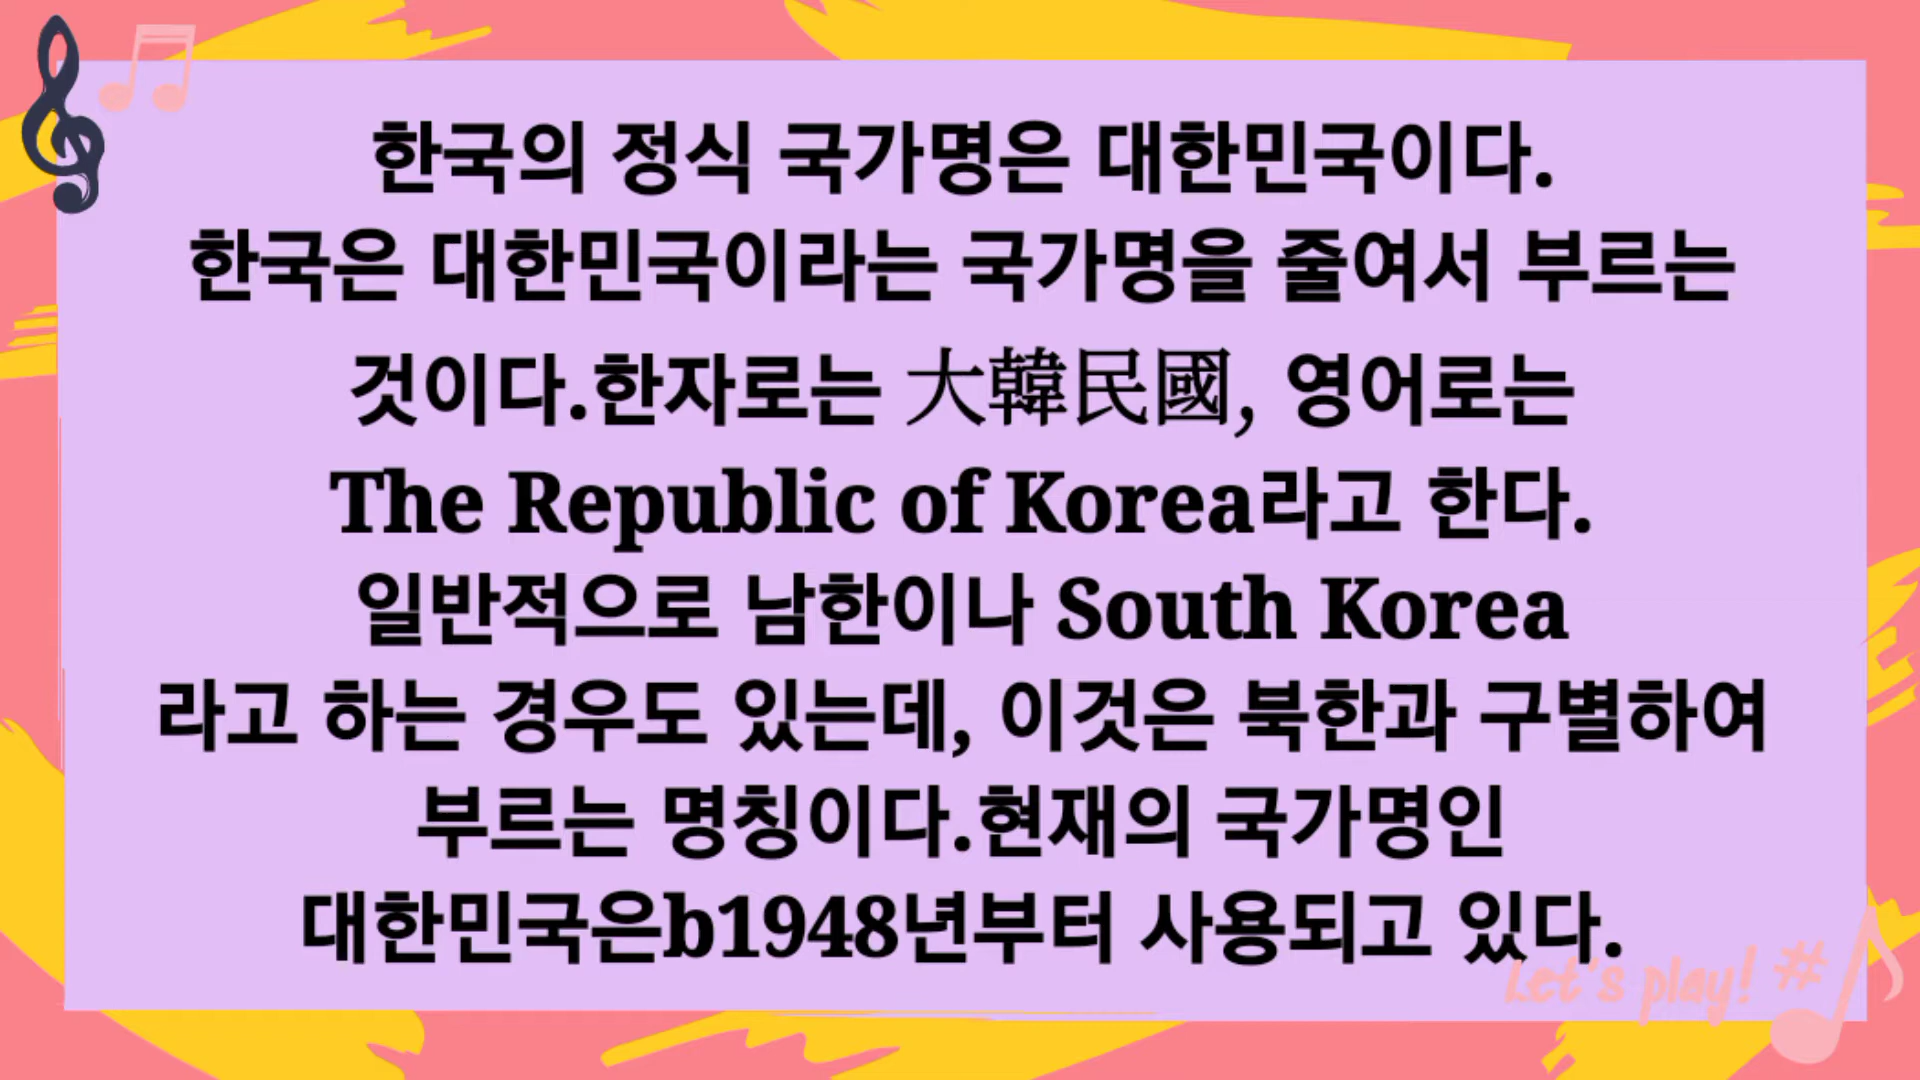 한국의 정식 국가명은 대한민국이다.
한국은 대한민국이라는 국가명을 줄여서 부르는
것이다.한자로는 大韓民國, 영어로는
The Republic of Korea라고 한다.
일반적으로 남한이나 South Korea
라고 하는 경우도 있는데, 이것은 북한과 구별하여
부르는 명칭이다.현재의 국가명인
대한민국은b1948년부터 사용되고 있다.
Let's play! #